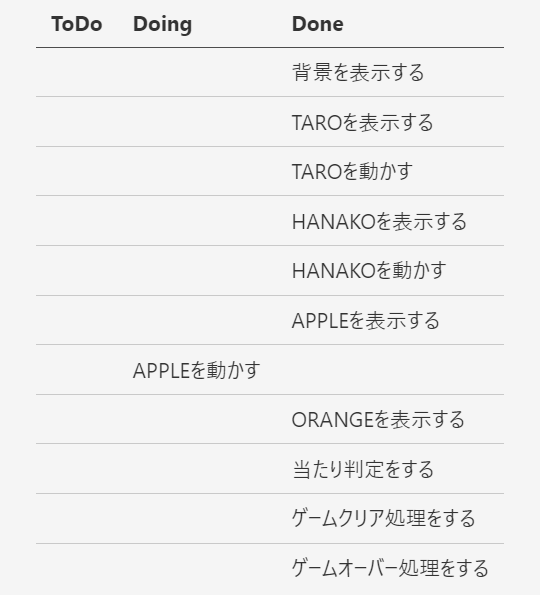 ToDo Doing Done
背景を表示する
TAROを表示する
TAROを動かす
HANAKOを表示する
HANAKOを動かす
APPLEを表示する
APPLEを動かす
ORANGEを表示する
当たり判定をする
ゲームクリア処理をする
ゲームオーバー処理をする